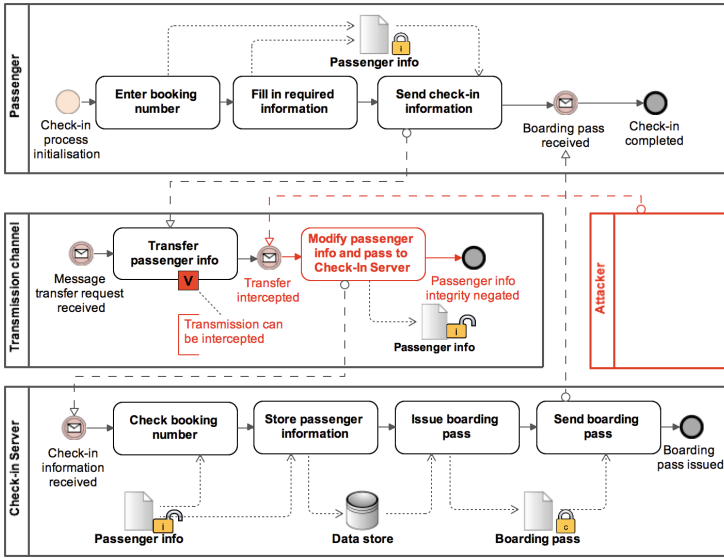 Passenger
Passenger info
i
Enter booking
number
Fill in required
information
Send check-in
information
Check-in
process
initialisation
Boarding pass
received
Check-in
completed
Transmission channel
Transfer
passenger info
V
Message
transfer request
received
Transmission can
be intercepted
Transfer
intercepted
Modify passenger
info and pass to
Check-In Server
Passenger info
integrity negated
i
Passenger info
Attacker
Check-in Server
Check booking
number
Store passenger
information
Issue boarding
pass
Send boarding
pass
Check-in
information
received
Boarding
pass issued
i
Passenger info
Data store
c
Boarding pass